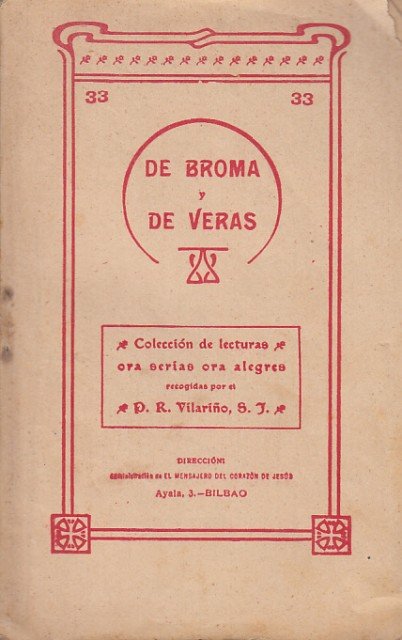 33 33
DE BROMA
y
DE VERAS
Colección de lecturas
ora serias ora alegres
recogidas por el
P. R. Vilariño, S. J.
DIRECCIÓN:
Administración de EL MENSAJERO DEL CORAZÓN DE JESÚS
Ayala, 3.—BILBAO